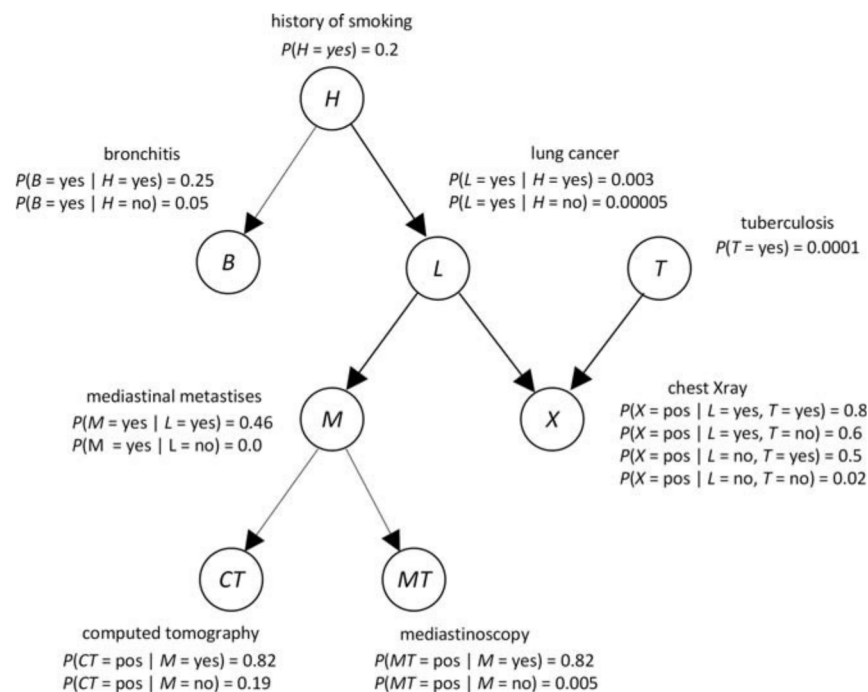 history of smoking
P(H = yes) = 0.2
H
bronchitis
P(B = yes | H = yes) = 0.25
P(B = yes | H = no) = 0.05
lung cancer
P(L = yes | H = yes) = 0.003
P(L = yes | H = no) = 0.00005
tuberculosis
P(T = yes) = 0.0001
B
L
T
mediastinal metastises
P(M = yes | L = yes) = 0.46
P(M = yes | L = no) = 0.0
M
X
chest Xray
P(X = pos | L = yes, T = yes) = 0.8
P(X = pos | L = yes, T = no) = 0.6
P(X = pos | L = no, T = yes) = 0.5
P(X = pos | L = no, T = no) = 0.02
CT
MT
computed tomography
P(CT = pos | M = yes) = 0.82
P(CT = pos | M = no) = 0.19
mediastinoscopy
P(MT = pos | M = yes) = 0.82
P(MT = pos | M = no) = 0.005